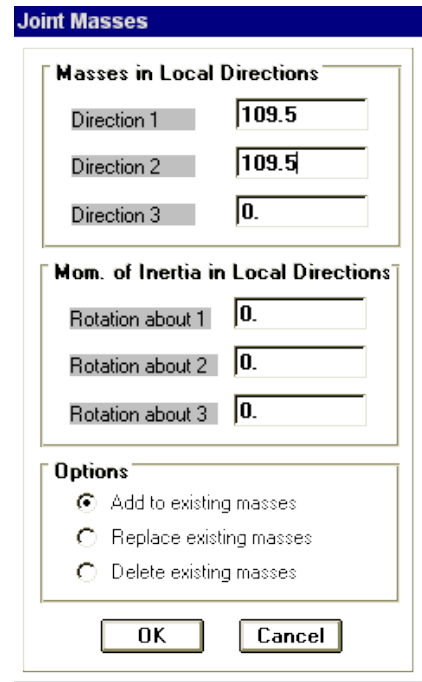 Joint Masses
Masses in Local Directions
Direction 1 109.5
Direction 2 109.5
Direction 3 0.
Mom. of Inertia in Local Directions
Rotation about 1 0.
Rotation about 2 0.
Rotation about 3 0.
Options
Add to existing masses
Replace existing masses
Delete existing masses
OK Cancel